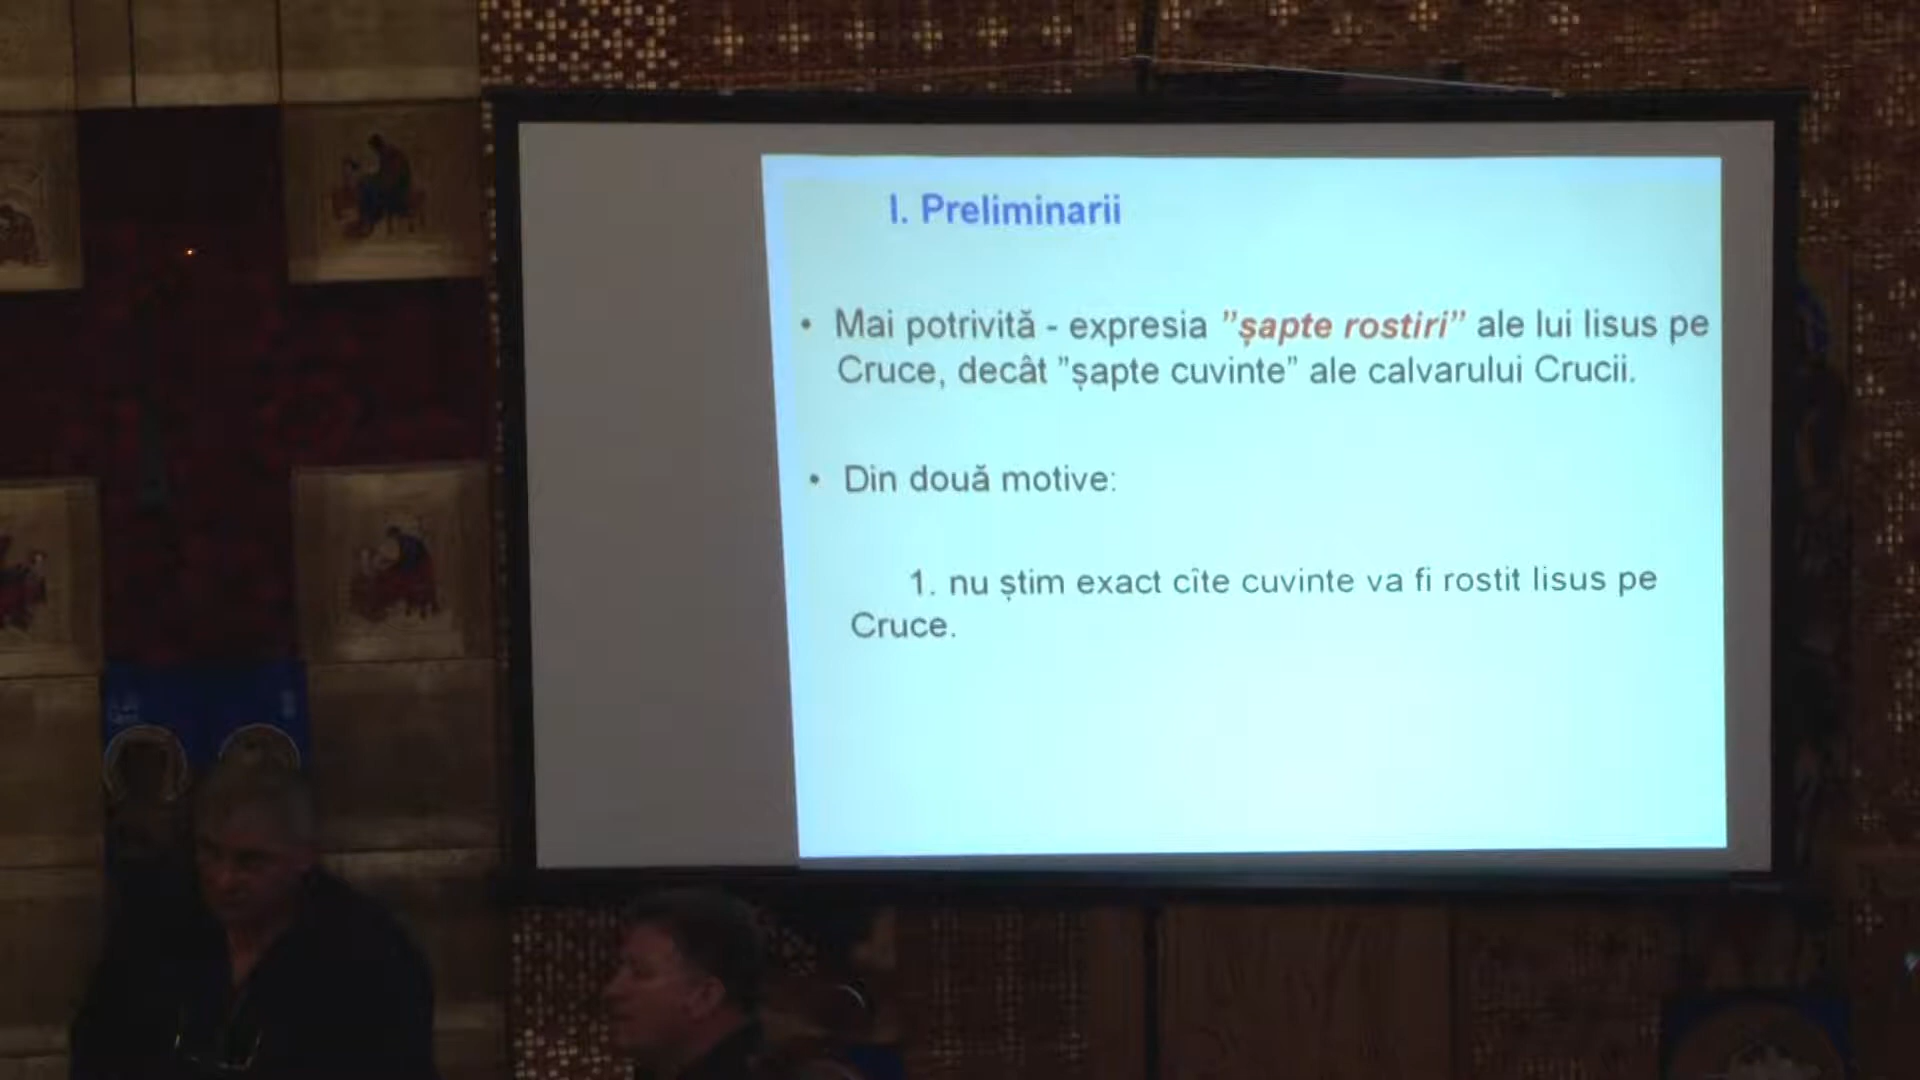 I. Preliminarii
• Mai potrivită - expresia ”șapte rostiri” ale lui Iisus pe
Cruce, decât ”șapte cuvinte” ale calvarului Crucii.
• Din două motive:
1. nu știm exact cîte cuvinte va fi rostit Iisus pe
Cruce.